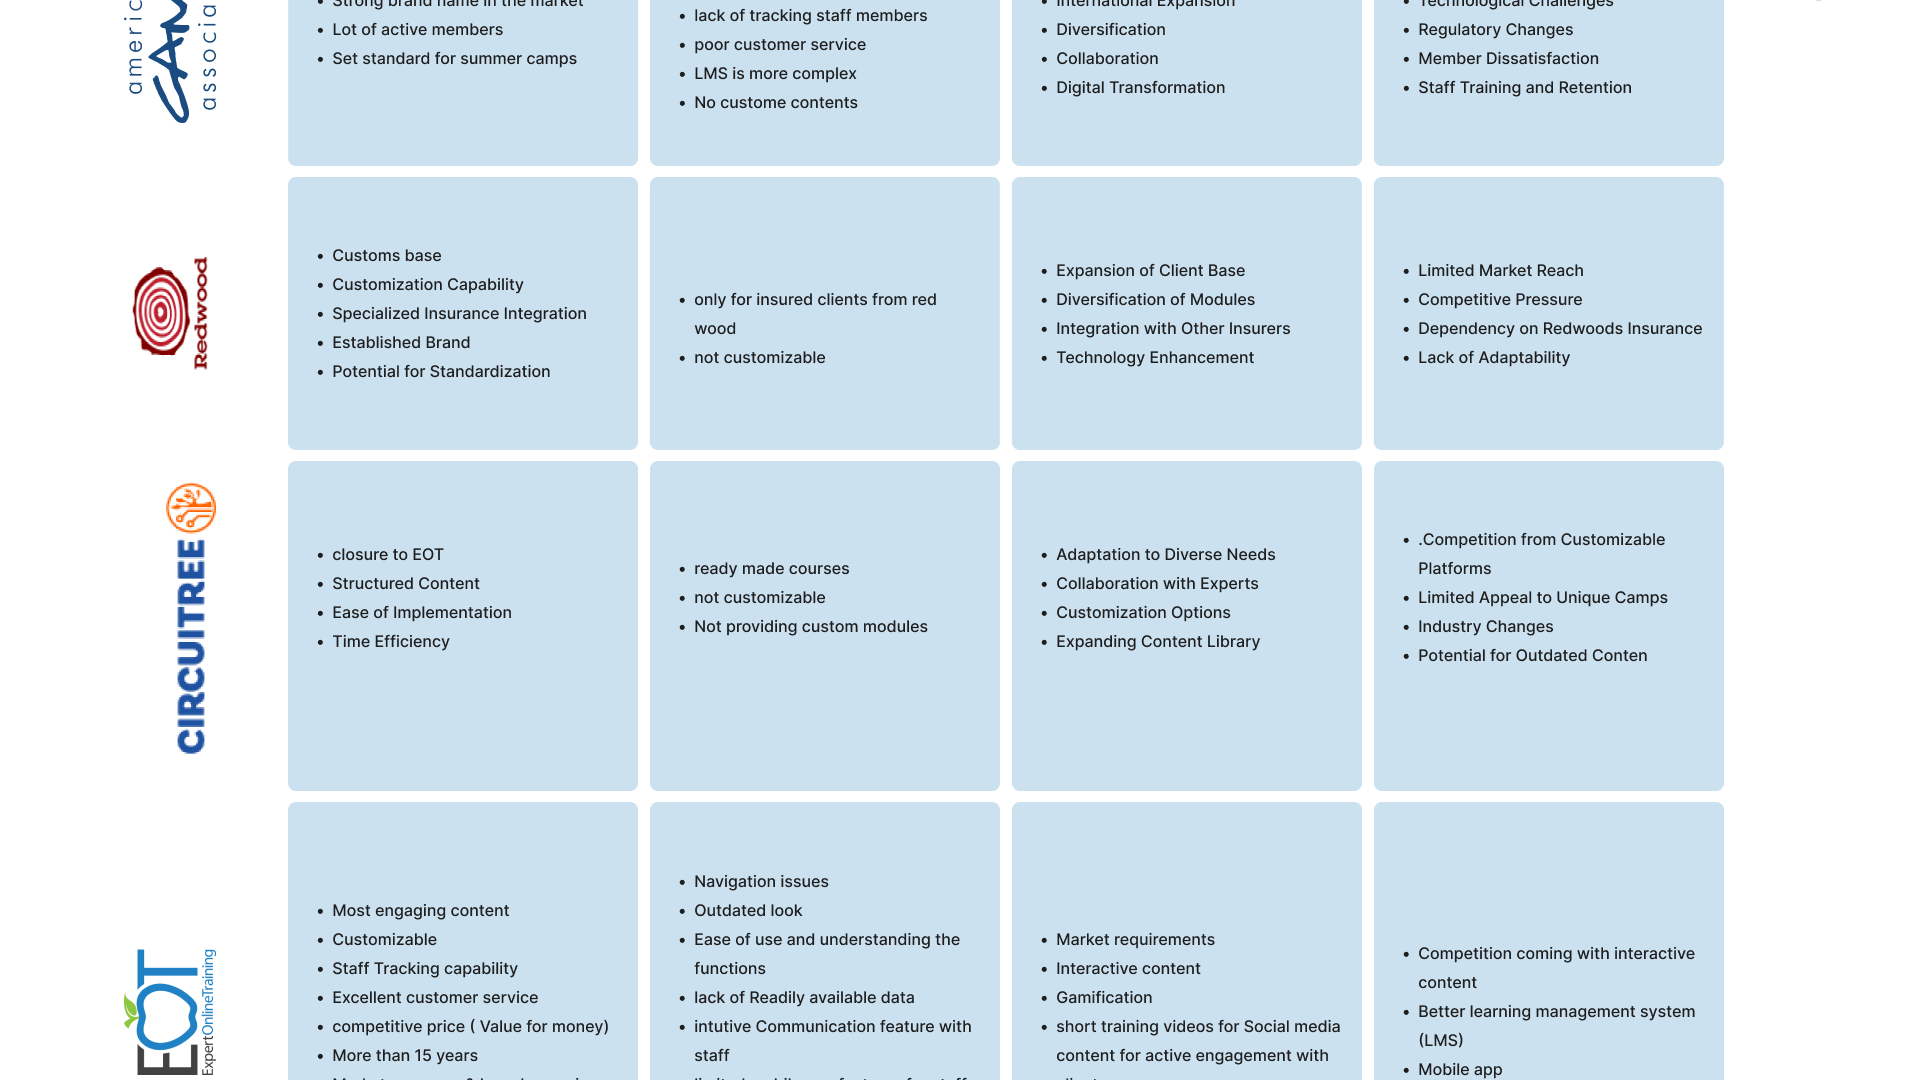 americ
CAM
associa
• Strong brand name in the market
• Lot of active members
• Set standard for summer camps
• lack of tracking staff members
• poor customer service
• LMS is more complex
• No custome contents
• International Expansion
• Diversification
• Collaboration
• Digital Transformation
• Technological Challenges
• Regulatory Changes
• Member Dissatisfaction
• Staff Training and Retention
Redwood
• Customs base
• Customization Capability
• Specialized Insurance Integration
• Established Brand
• Potential for Standardization
• only for insured clients from red
wood
• not customizable
• Expansion of Client Base
• Diversification of Modules
• Integration with Other Insurers
• Technology Enhancement
• Limited Market Reach
• Competitive Pressure
• Dependency on Redwoods Insurance
• Lack of Adaptability
CIRCUITREE
• closure to EOT
• Structured Content
• Ease of Implementation
• Time Efficiency
• ready made courses
• not customizable
• Not providing custom modules
• Adaptation to Diverse Needs
• Collaboration with Experts
• Customization Options
• Expanding Content Library
• .Competition from Customizable
Platforms
• Limited Appeal to Unique Camps
• Industry Changes
• Potential for Outdated Conten
EOT
ExpertOnlineTraining
• Most engaging content
• Customizable
• Staff Tracking capability
• Excellent customer service
• competitive price ( Value for money)
• More than 15 years
• Navigation issues
• Outdated look
• Ease of use and understanding the
functions
• lack of Readily available data
• intutive Communication feature with
staff
• Market requirements
• Interactive content
• Gamification
• short training videos for Social media
content for active engagement with
• Competition coming with interactive
content
• Better learning management system
(LMS)
• Mobile app